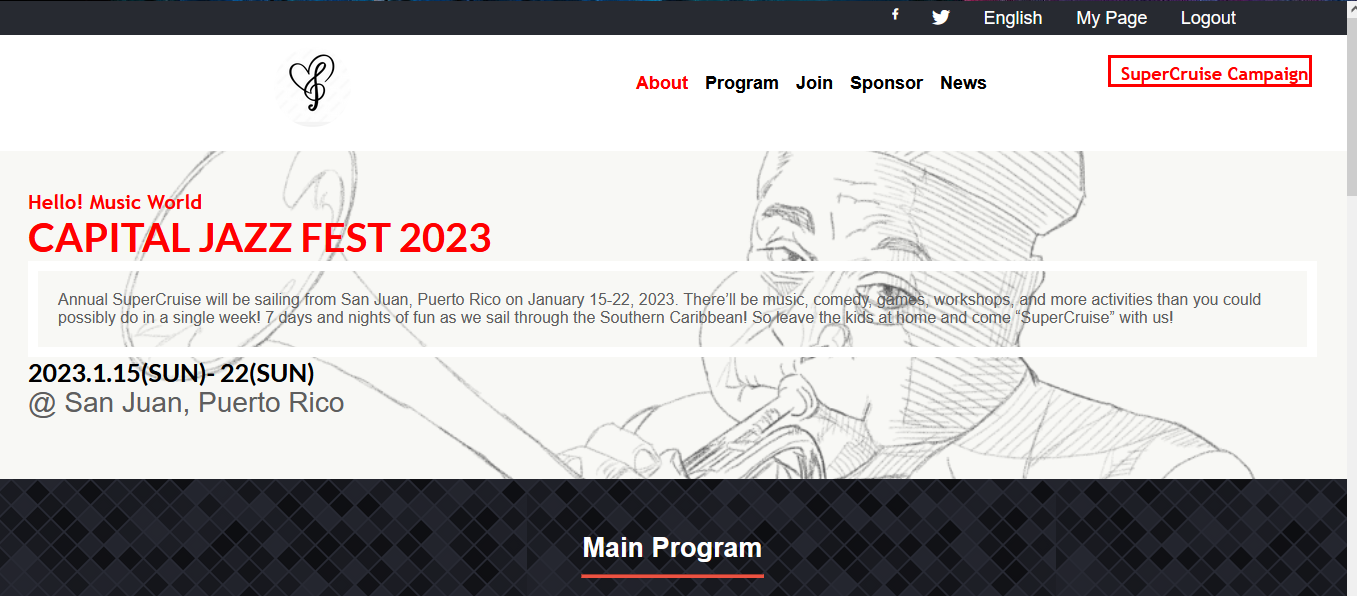 English My Page Logout
About Program Join Sponsor News
SuperCruise Campaign
Hello! Music World
CAPITAL JAZZ FEST 2023
Annual SuperCruise will be sailing from San Juan, Puerto Rico on January 15-22, 2023. There’ll be music, comedy, games, workshops, and more activities than you could
possibly do in a single week! 7 days and nights of fun as we sail through the Southern Caribbean! So leave the kids at home and come “SuperCruise” with us!
2023.1.15(SUN)- 22(SUN)
@ San Juan, Puerto Rico
Main Program